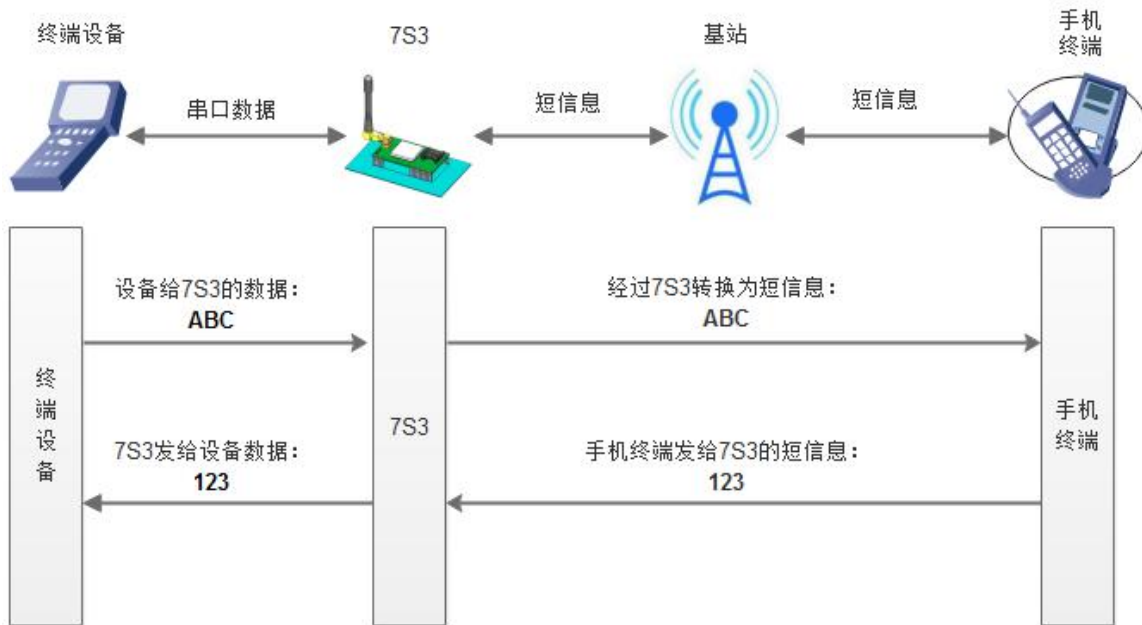 终端设备
7S3
基站
手机
终端
串口数据
短信息
短信息
设备给7S3的数据：
ABC
经过7S3转换为短信息：
ABC
终
端
设
备
7S3
手机
终端
7S3发给设备数据：
123
手机终端发给7S3的短信息：
123